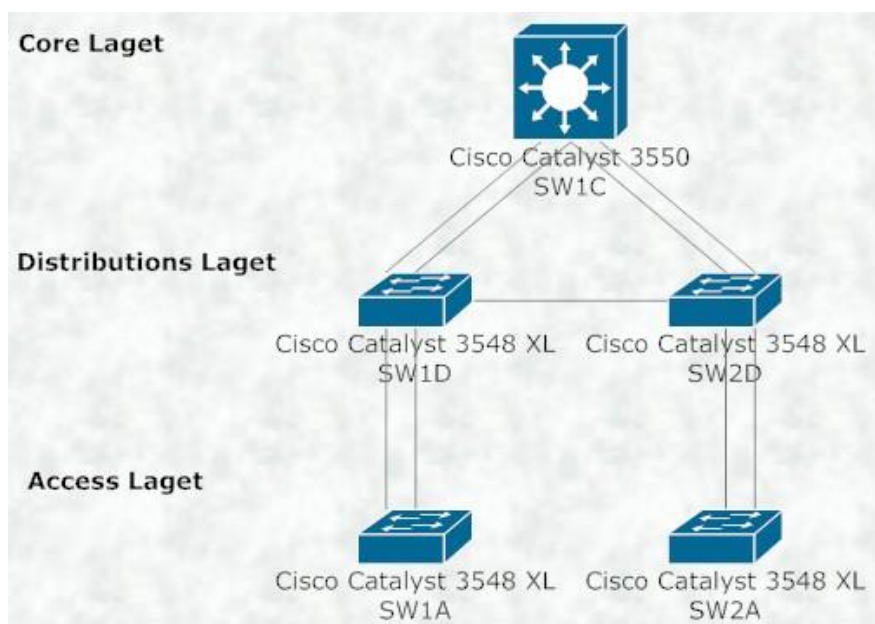 Core Laget
Cisco Catalyst 3550
SW1C
Distributions Laget
Cisco Catalyst 3548 XL
SW1D
Cisco Catalyst 3548 XL
SW2D
Access Laget
Cisco Catalyst 3548 XL
SW1A
Cisco Catalyst 3548 XL
SW2A